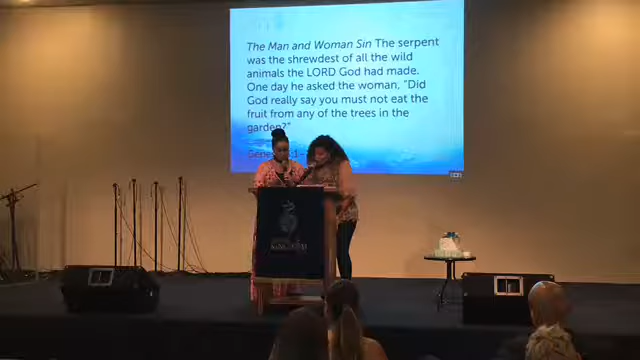 The Man and Woman Sin The serpent
was the shrewdest of all the wild
animals the LORD God had made.
One day he asked the woman, "Did
God really say you must not eat the
fruit from any of the trees in the
garden?"
KINGDOM